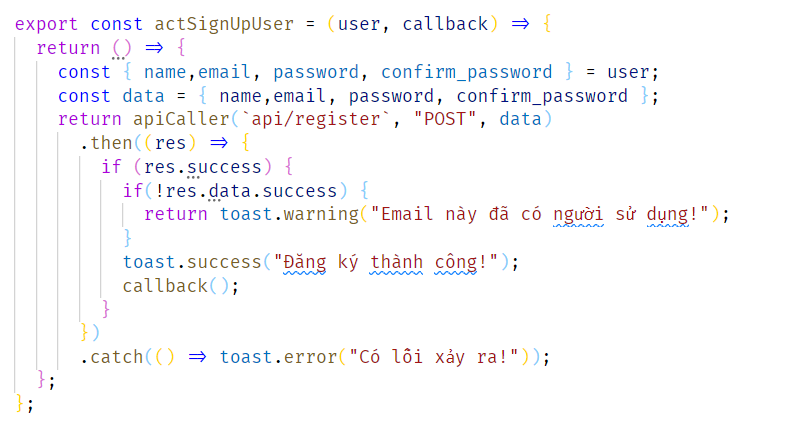 export const actSignUpUser = (user, callback) => {
  return () => {
    const { name,email, password, confirm_password } = user;
    const data = { name,email, password, confirm_password };
    return apiCaller(`api/register`, "POST", data)
      .then((res) => {
        if (res.success) {
          if(!res.data.success) {
            return toast.warning("Email này đã có người sử dụng!");
          }
          toast.success("Đăng ký thành công!");
          callback();
        }
      })
      .catch(() => toast.error("Có lỗi xảy ra!"));
  };
};